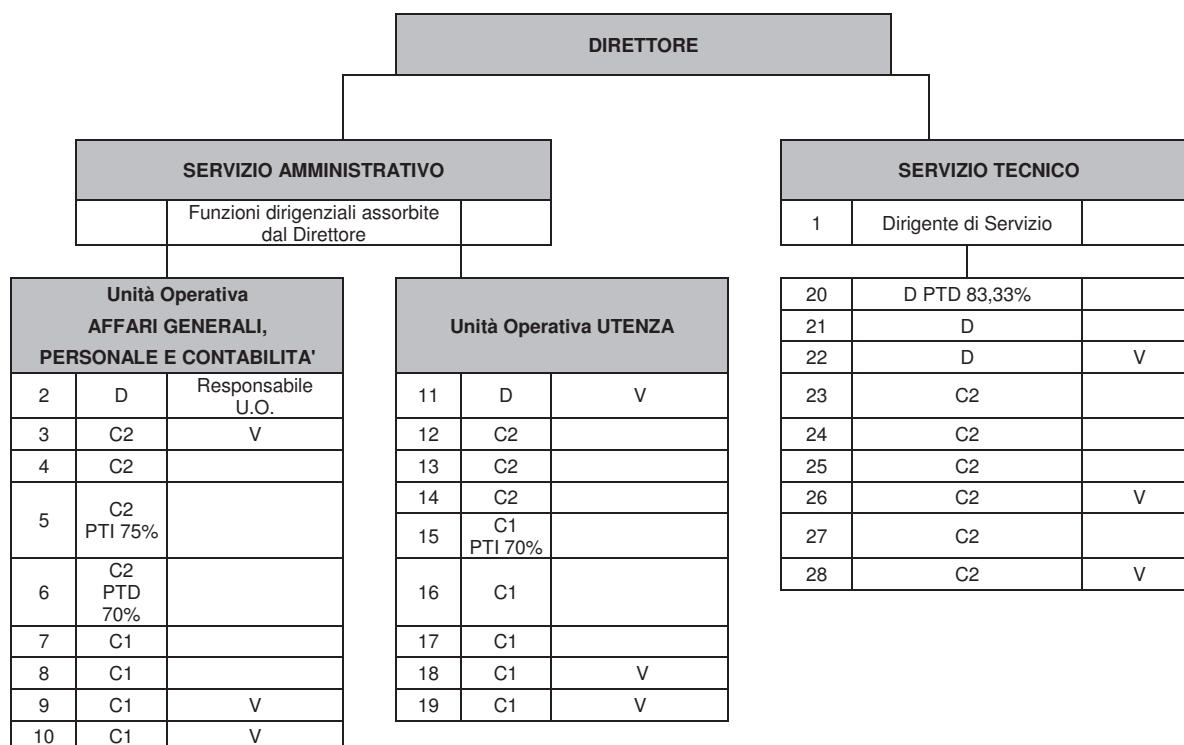 DIRETTORE
SERVIZIO AMMINISTRATIVO
Funzioni dirigenziali assorbite
dal Direttore
SERVIZIO TECNICO
1 Dirigente di Servizio
Unità Operativa
AFFARI GENERALI,
PERSONALE E CONTABILITA'
2 D Responsabile
U.O.
3 C2 V
4 C2
5 C2
PTI 75%
6 C2
PTD
70%
7 C1
8 C1
9 C1 V
10 C1 V
Unità Operativa UTENZA
11 D V
12 C2
13 C2
14 C2
15 C1
PTI 70%
16 C1
17 C1
18 C1 V
19 C1 V
20 D PTD 83,33%
21 D
22 D V
23 C2
24 C2
25 C2
26 C2 V
27 C2
28 C2 V